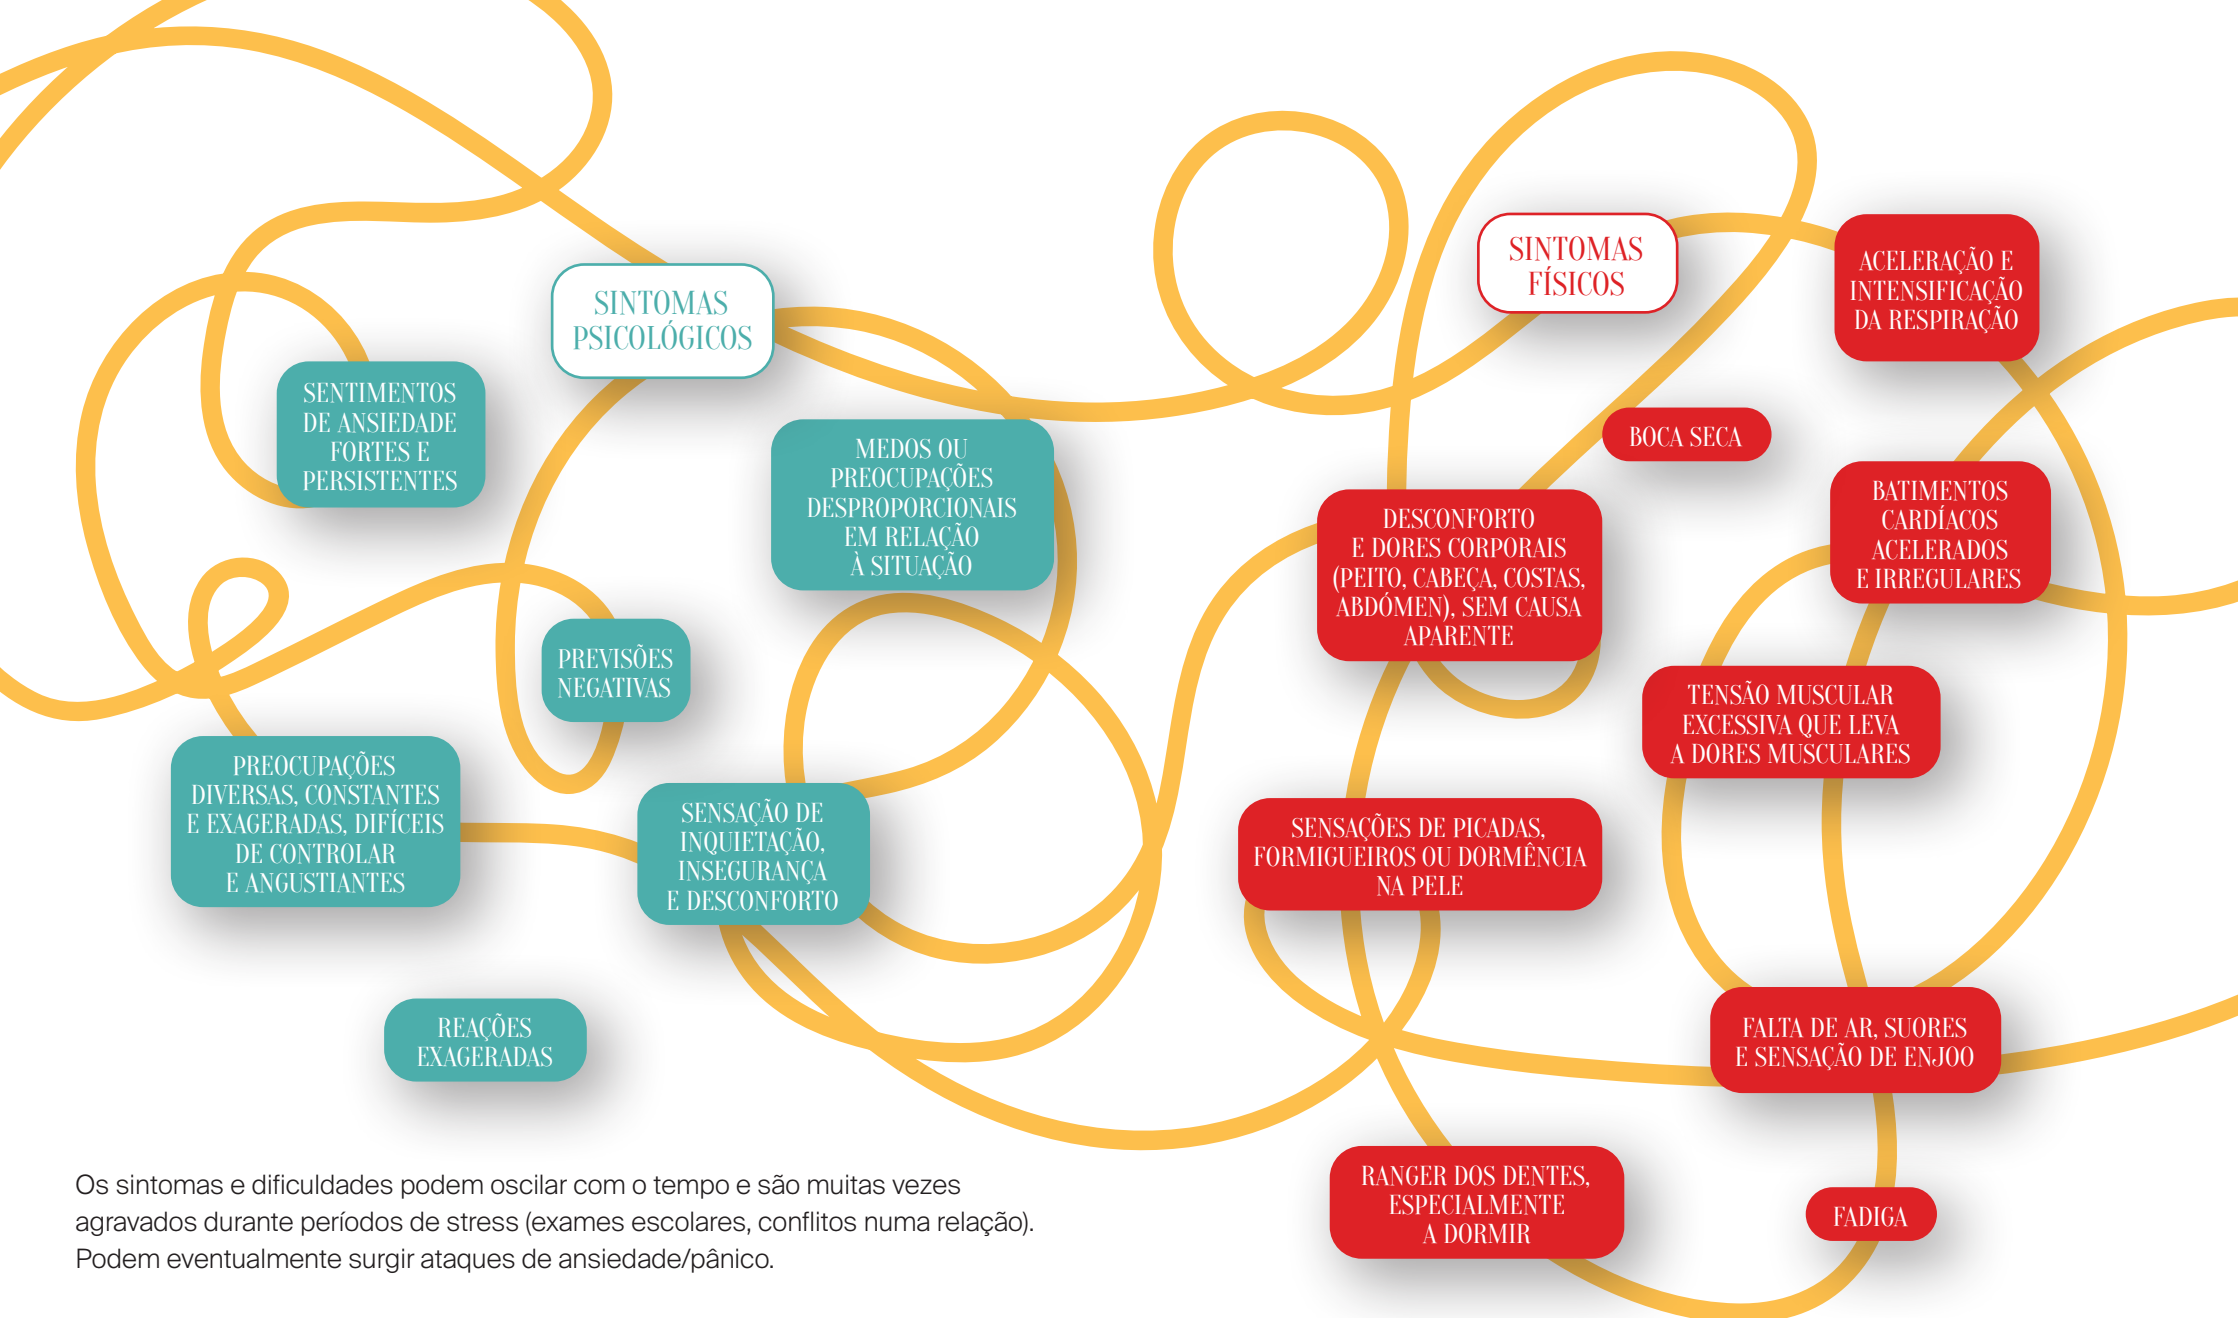 SINTOMAS
PSICOLÓGICOS
SENTIMENTOS
DE ANSIEDADE
FORTES E
PERSISTENTES
MEDOS OU
PREOCUPAÇÕES
DESPROPORCIONAIS
EM RELAÇÃO
À SITUAÇÃO
PREVISÕES
NEGATIVAS
PREOCUPAÇÕES
DIVERSAS, CONSTANTES
E EXAGERADAS, DIFÍCEIS
DE CONTROLAR
E ANGUSTIANTES
SENSAÇÃO DE
INQUIETAÇÃO,
INSEGURANÇA
E DESCONFORTO
REAÇÕES
EXAGERADAS
Os sintomas e dificuldades podem oscilar com o tempo e são muitas vezes
agravados durante períodos de stress (exames escolares, conflitos numa relação).
Podem eventualmente surgir ataques de ansiedade/pânico.
SINTOMAS
FÍSICOS
ACELERAÇÃO E
INTENSIFICAÇÃO
DA RESPIRAÇÃO
BOCA SECA
BATIMENTOS
CARDÍACOS
ACELERADOS
E IRREGULARES
DESCONFORTO
E DORES CORPORAIS
(PEITO, CABEÇA, COSTAS,
ABDÓMEN), SEM CAUSA
APARENTE
TENSÃO MUSCULAR
EXCESSIVA QUE LEVA
A DORES MUSCULARES
SENSAÇÕES DE PICADAS,
FORMIGUEIROS OU DORMÊNCIA
NA PELE
FALTA DE AR, SUORES
E SENSAÇÃO DE ENJOO
RANGER DOS DENTES,
ESPECIALMENTE
A DORMIR
FADIGA